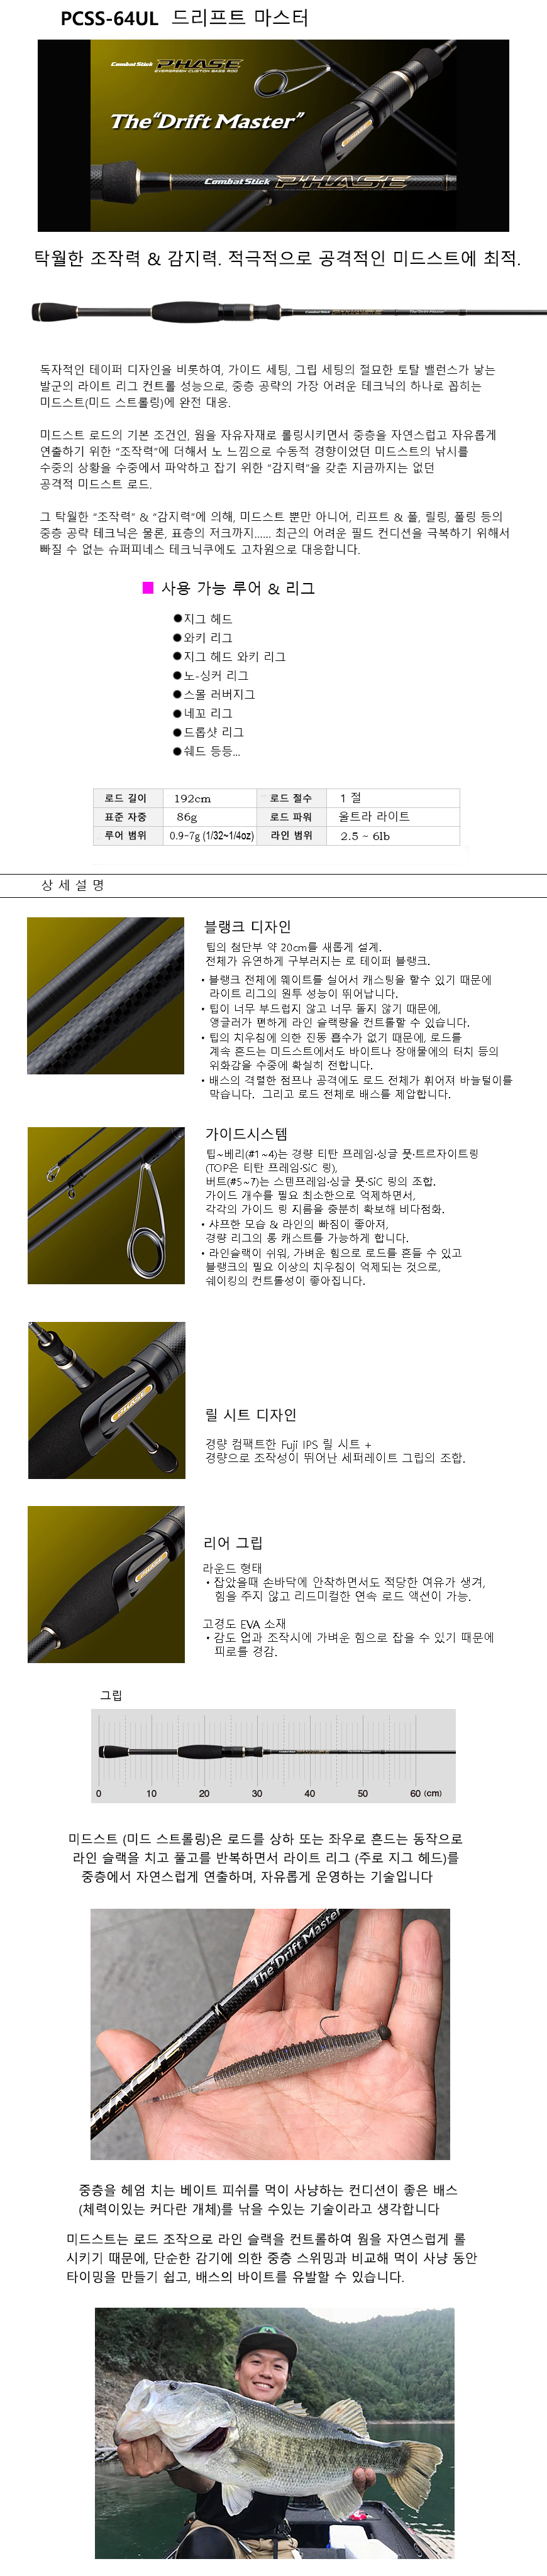 PCSS-64UL 드리프트 마스터
CombatStick PHASE
EVERGREEN CUSTOM BASS ROD
The "Drift Master"
CombatStick PHASE
탁월한 조작력 & 감지력. 적극적으로 공격적인 미드스트에 최적.
독자적인 테이퍼 디자인을 비롯하여, 가이드 세팅, 그립 세팅의 절묘한 토탈 밸런스가 낳는
발군의 라이트 리그 컨트롤 성능으로, 중층 공략의 가장 어려운 테크닉의 하나로 꼽히는
미드스트(미드 스트롤링)에 완전 대응.
미드스트 로드의 기본 조건인, 웜을 자유자재로 롤링시키면서 중층을 자연스럽고 자유롭게
연출하기 위한 "조작력"에 더해서 노 느낌으로 수동적 경향이었던 미드스트의 낚시를
수중의 상황을 수중에서 파악하고 잡기 위한 "감지력"을 갖춘 지금까지는 없던
공격적 미드스트 로드.
그 탁월한 "조작력" & "감지력"에 의해, 미드스트 뿐만 아니어, 리프트 & 폴, 릴링, 폴링 등의
중층 공략 테크닉은 물론, 표층의 저크까지...... 최근의 어려운 필드 컨디션을 극복하기 위해서
빠질 수 없는 슈퍼피네스 테크닉쿠에도 고차원으로 대응합니다.
■ 사용 가능 루어 & 리그
●지그 헤드
●와키 리그
●지그 헤드 와키 리그
●노-싱커 리그
●스몰 러버지그
●네꼬 리그
●드롭샷 리그
●쉐드 등등...
로드 길이 192cm 로드 절수 1 절
표준 자중 86g 로드 파워 울트라 라이트
루어 범위 0.9~7g (1/32~1/4oz) 라인 범위 2.5 ~ 6lb
상 세 설 명
블랭크 디자인
팁의 첨단부 약 20cm를 새롭게 설계.
전체가 유연하게 구부러지는 로 테이퍼 블랭크.
• 블랭크 전체에 웨이트를 실어서 캐스팅을 할수 있기 때문에
라이트 리그의 원투 성능이 뛰어납니다.
• 팁이 너무 부드럽지 않고 너무 돌지 않기 때문에,
앵글러가 편하게 라인 슬랙량을 컨트롤할 수 있습니다.
• 팁의 치우침에 의한 진동 흡수가 없기 때문에, 로드를
계속 흔드는 미드스트에서도 바이트나 장애물에의 터치 등의
위화감을 수중에 확실히 전합니다.
• 배스의 격렬한 점프나 공격에도 로드 전체가 휘어져 바늘털이를
막습니다. 그리고 로드 전체로 배스를 제압합니다.
가이드시스템
팁~베리(#1~4)는 경량 티탄 프레임·싱글 풋·트르자이트링
(TOP은 티탄 프레임·SiC 링),
버트(#5~7)는 스텐프레임·싱글 풋·SiC 링의 조합.
가이드 개수를 필요 최소한으로 억제하면서,
각각의 가이드 링 지름을 충분히 확보해 비다점화.
• 샤프한 모습 & 라인의 빠짐이 좋아져,
경량 리그의 롱 캐스트를 가능하게 합니다.
• 라인슬랙이 쉬워, 가벼운 힘으로 로드를 흔들 수 있고
블랭크의 필요 이상의 치우침이 억제되는 것으로,
쉐이킹의 컨트롤성이 좋아집니다.
PHASE
릴 시트 디자인
경량 컴팩트한 Fuji IPS 릴 시트 +
경량으로 조작성이 뛰어난 세퍼레이트 그립의 조합.
리어 그립
라운드 형태
• 잡았을때 손바닥에 안착하면서도 적당한 여유가 생겨,
힘을 주지 않고 리드미컬한 연속 로드 액션이 가능.
고경도 EVA 소재
• 감도 업과 조작시에 가벼운 힘으로 잡을 수 있기 때문에
피로를 경감.
그립
0 10 20 30 40 50 60 (cm)
미드스트 (미드 스트롤링)은 로드를 상하 또는 좌우로 흔드는 동작으로
라인 슬랙을 치고 풀고를 반복하면서 라이트 리그 (주로 지그 헤드)를
중층에서 자연스럽게 연출하며, 자유롭게 운영하는 기술입니다
The "Drift Master"
중층을 헤엄 치는 베이트 피쉬를 먹이 사냥하는 컨디션이 좋은 배스
(체력이있는 커다란 개체)를 낚을 수있는 기술이라고 생각합니다
미드스트는 로드 조작으로 라인 슬랙을 컨트롤하여 웜을 자연스럽게 롤
시키기 때문에, 단순한 감기에 의한 중층 스위밍과 비교해 먹이 사냥 동안
타이밍을 만들기 쉽고, 배스의 바이트를 유발할 수 있습니다.